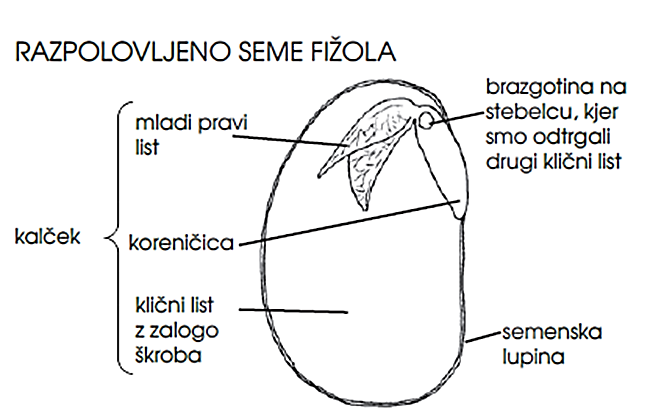 RAZPOLOVLJENO SEME FIŽOLA
brazgotina na
stebelcu, kjer
smo odtrgali
drugi klični list
mladi pravi
list
kalček
koreničica
klični list
z zalogo
škroba
semenska
lupina